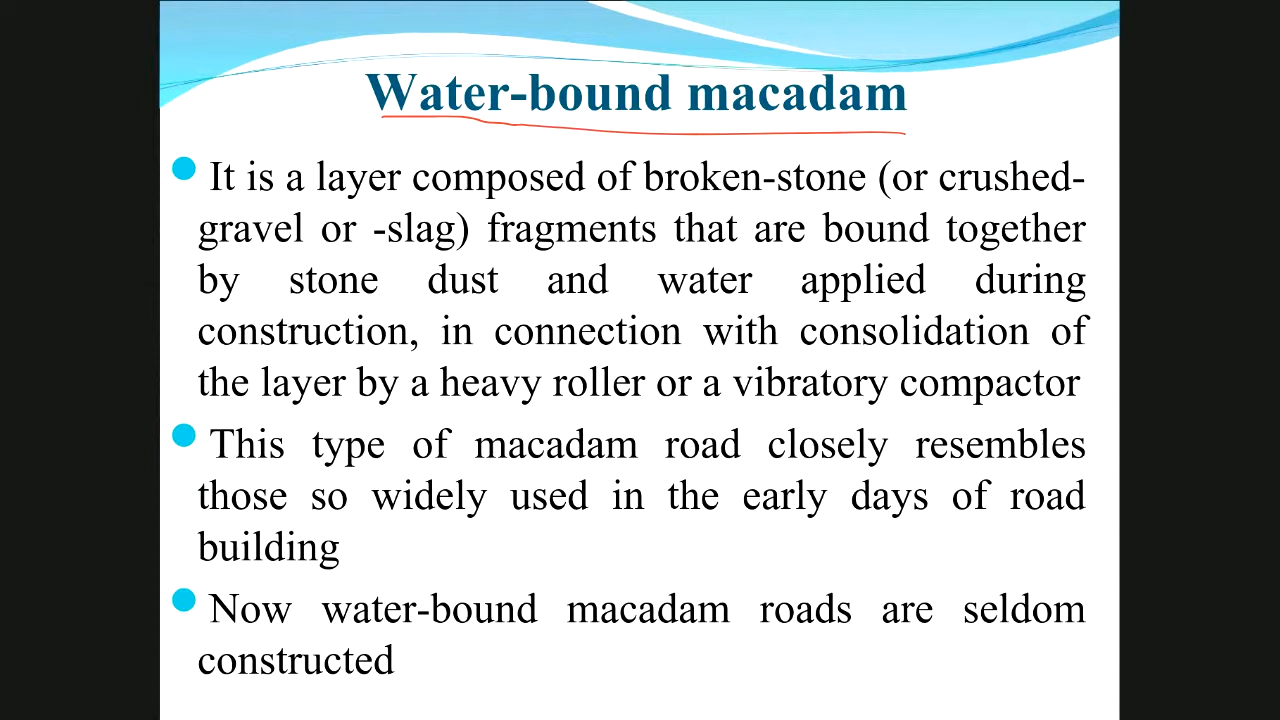 Water-bound macadam
It is a layer composed of broken-stone (or crushed-
gravel or -slag) fragments that are bound together
by stone dust and water applied during
construction, in connection with consolidation of
the layer by a heavy roller or a vibratory compactor
This type of macadam road closely resembles
those so widely used in the early days of road
building
Now water-bound macadam roads are seldom
constructed